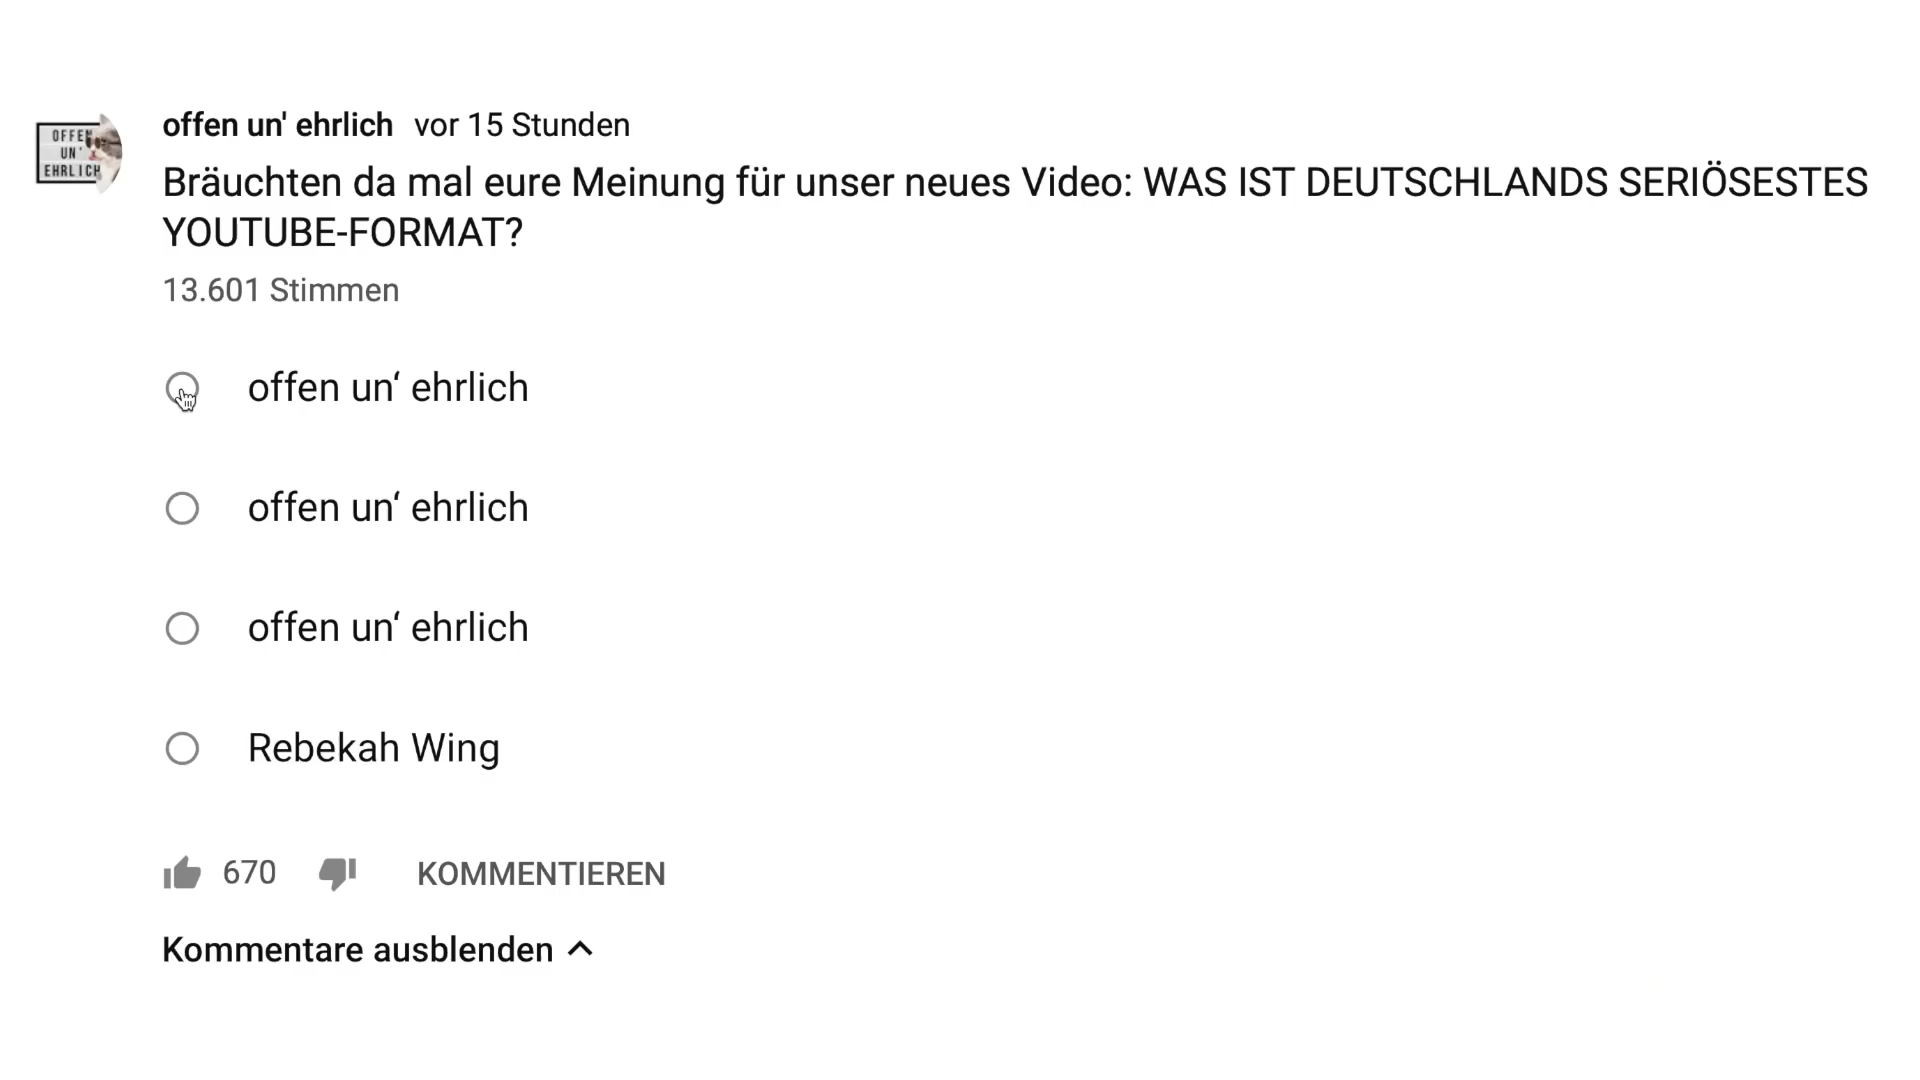 OFFEN
UN'
EHRLICH
offen un' ehrlich vor 15 Stunden
Bräuchten da mal eure Meinung für unser neues Video: WAS IST DEUTSCHLANDS SERIÖSESTES
YOUTUBE-FORMAT?
13.601 Stimmen
offen un‘ ehrlich
offen un‘ ehrlich
offen un‘ ehrlich
Rebekah Wing
670 KOMMENTIEREN
Kommentare ausblenden